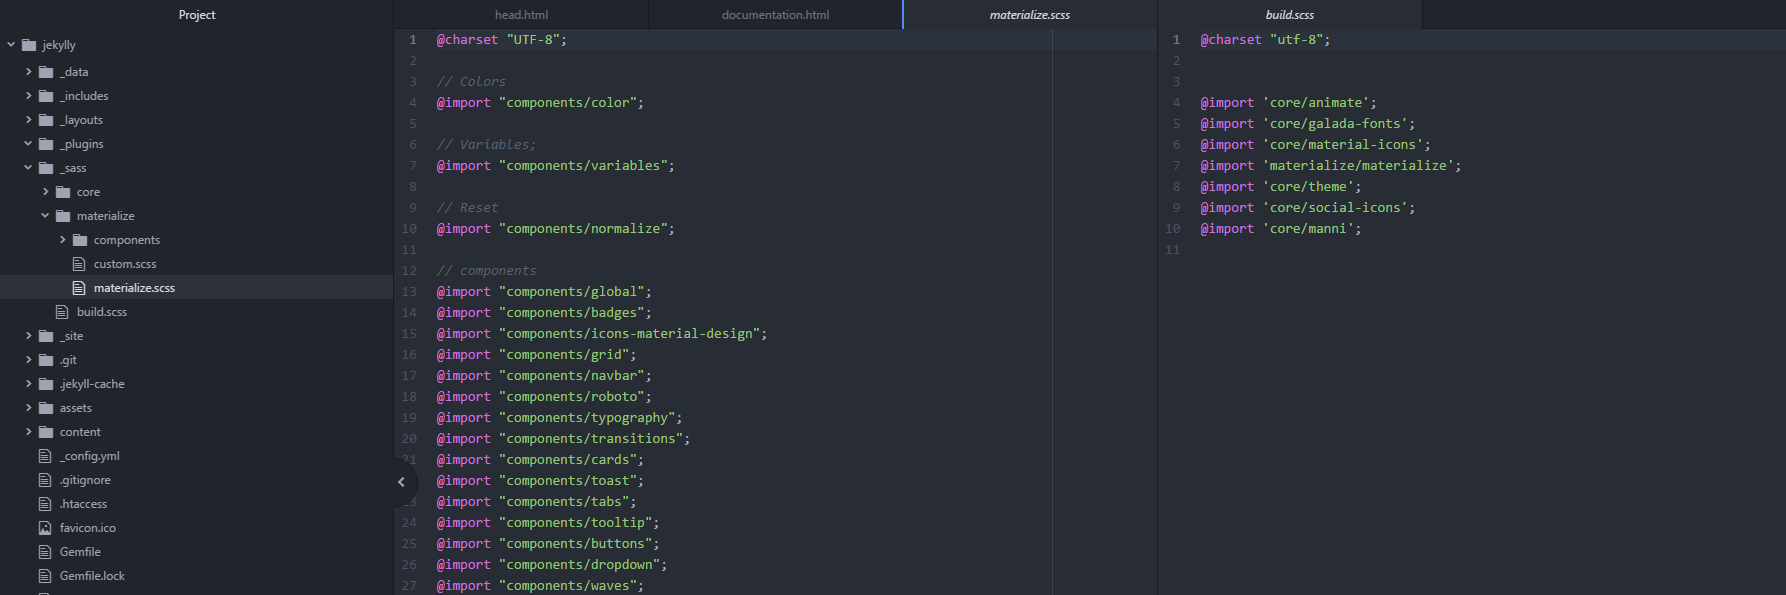 Project
jekylly
_data
_includes
_layouts
_plugins
_sass
core
materialize
components
custom.scss
materialize.scss
build.scss
_site
.git
.jekyll-cache
assets
content
_config.yml
.gitignore
.htaccess
favicon.ico
Gemfile
Gemfile.lock
head.html
documentation.html
materialize.scss
1 @charset "UTF-8";
2
3 // Colors
4 @import "components/color";
5
6 // Variables;
7 @import "components/variables";
8
9 // Reset
10 @import "components/normalize";
11
12 // components
13 @import "components/global";
14 @import "components/badges";
15 @import "components/icons-material-design";
16 @import "components/grid";
17 @import "components/navbar";
18 @import "components/roboto";
19 @import "components/typography";
20 @import "components/transitions";
21 @import "components/cards";
@import "components/toast";
23 @import "components/tabs";
24 @import "components/tooltip";
25 @import "components/buttons";
26 @import "components/dropdown";
27 @import "components/waves";
build.scss
1 @charset "utf-8";
2
3
4 @import 'core/animate';
5 @import 'core/galada-fonts';
6 @import 'core/material-icons';
7 @import 'materialize/materialize';
8 @import 'core/theme';
9 @import 'core/social-icons';
10 @import 'core/manni';
11